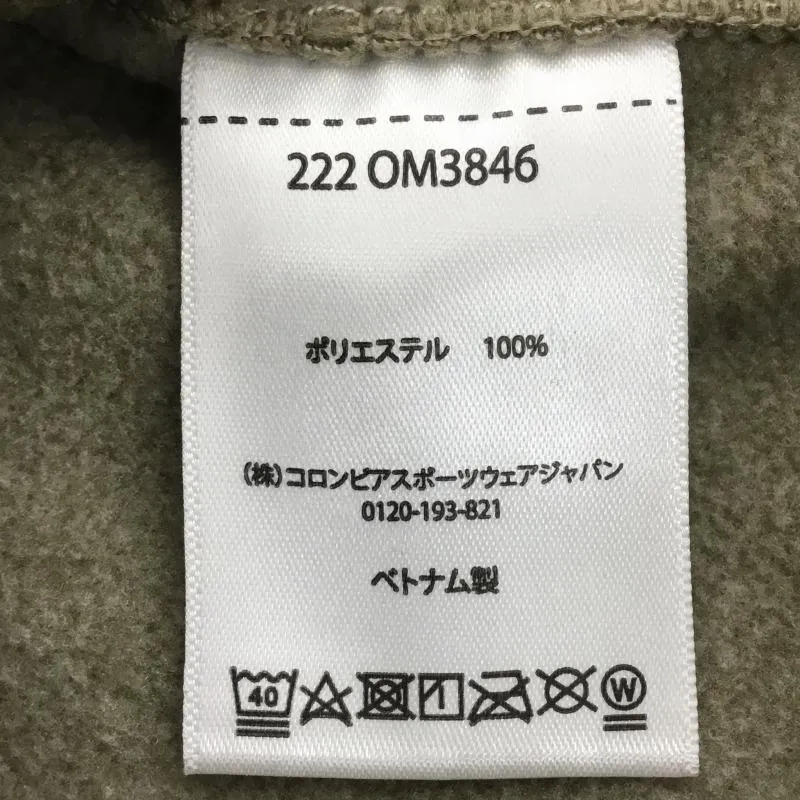 222 OM3846
ポリエステル 100%
(株)コロンビアスポーツウェアジャパン
0120-193-821
ベトナム製
40 W